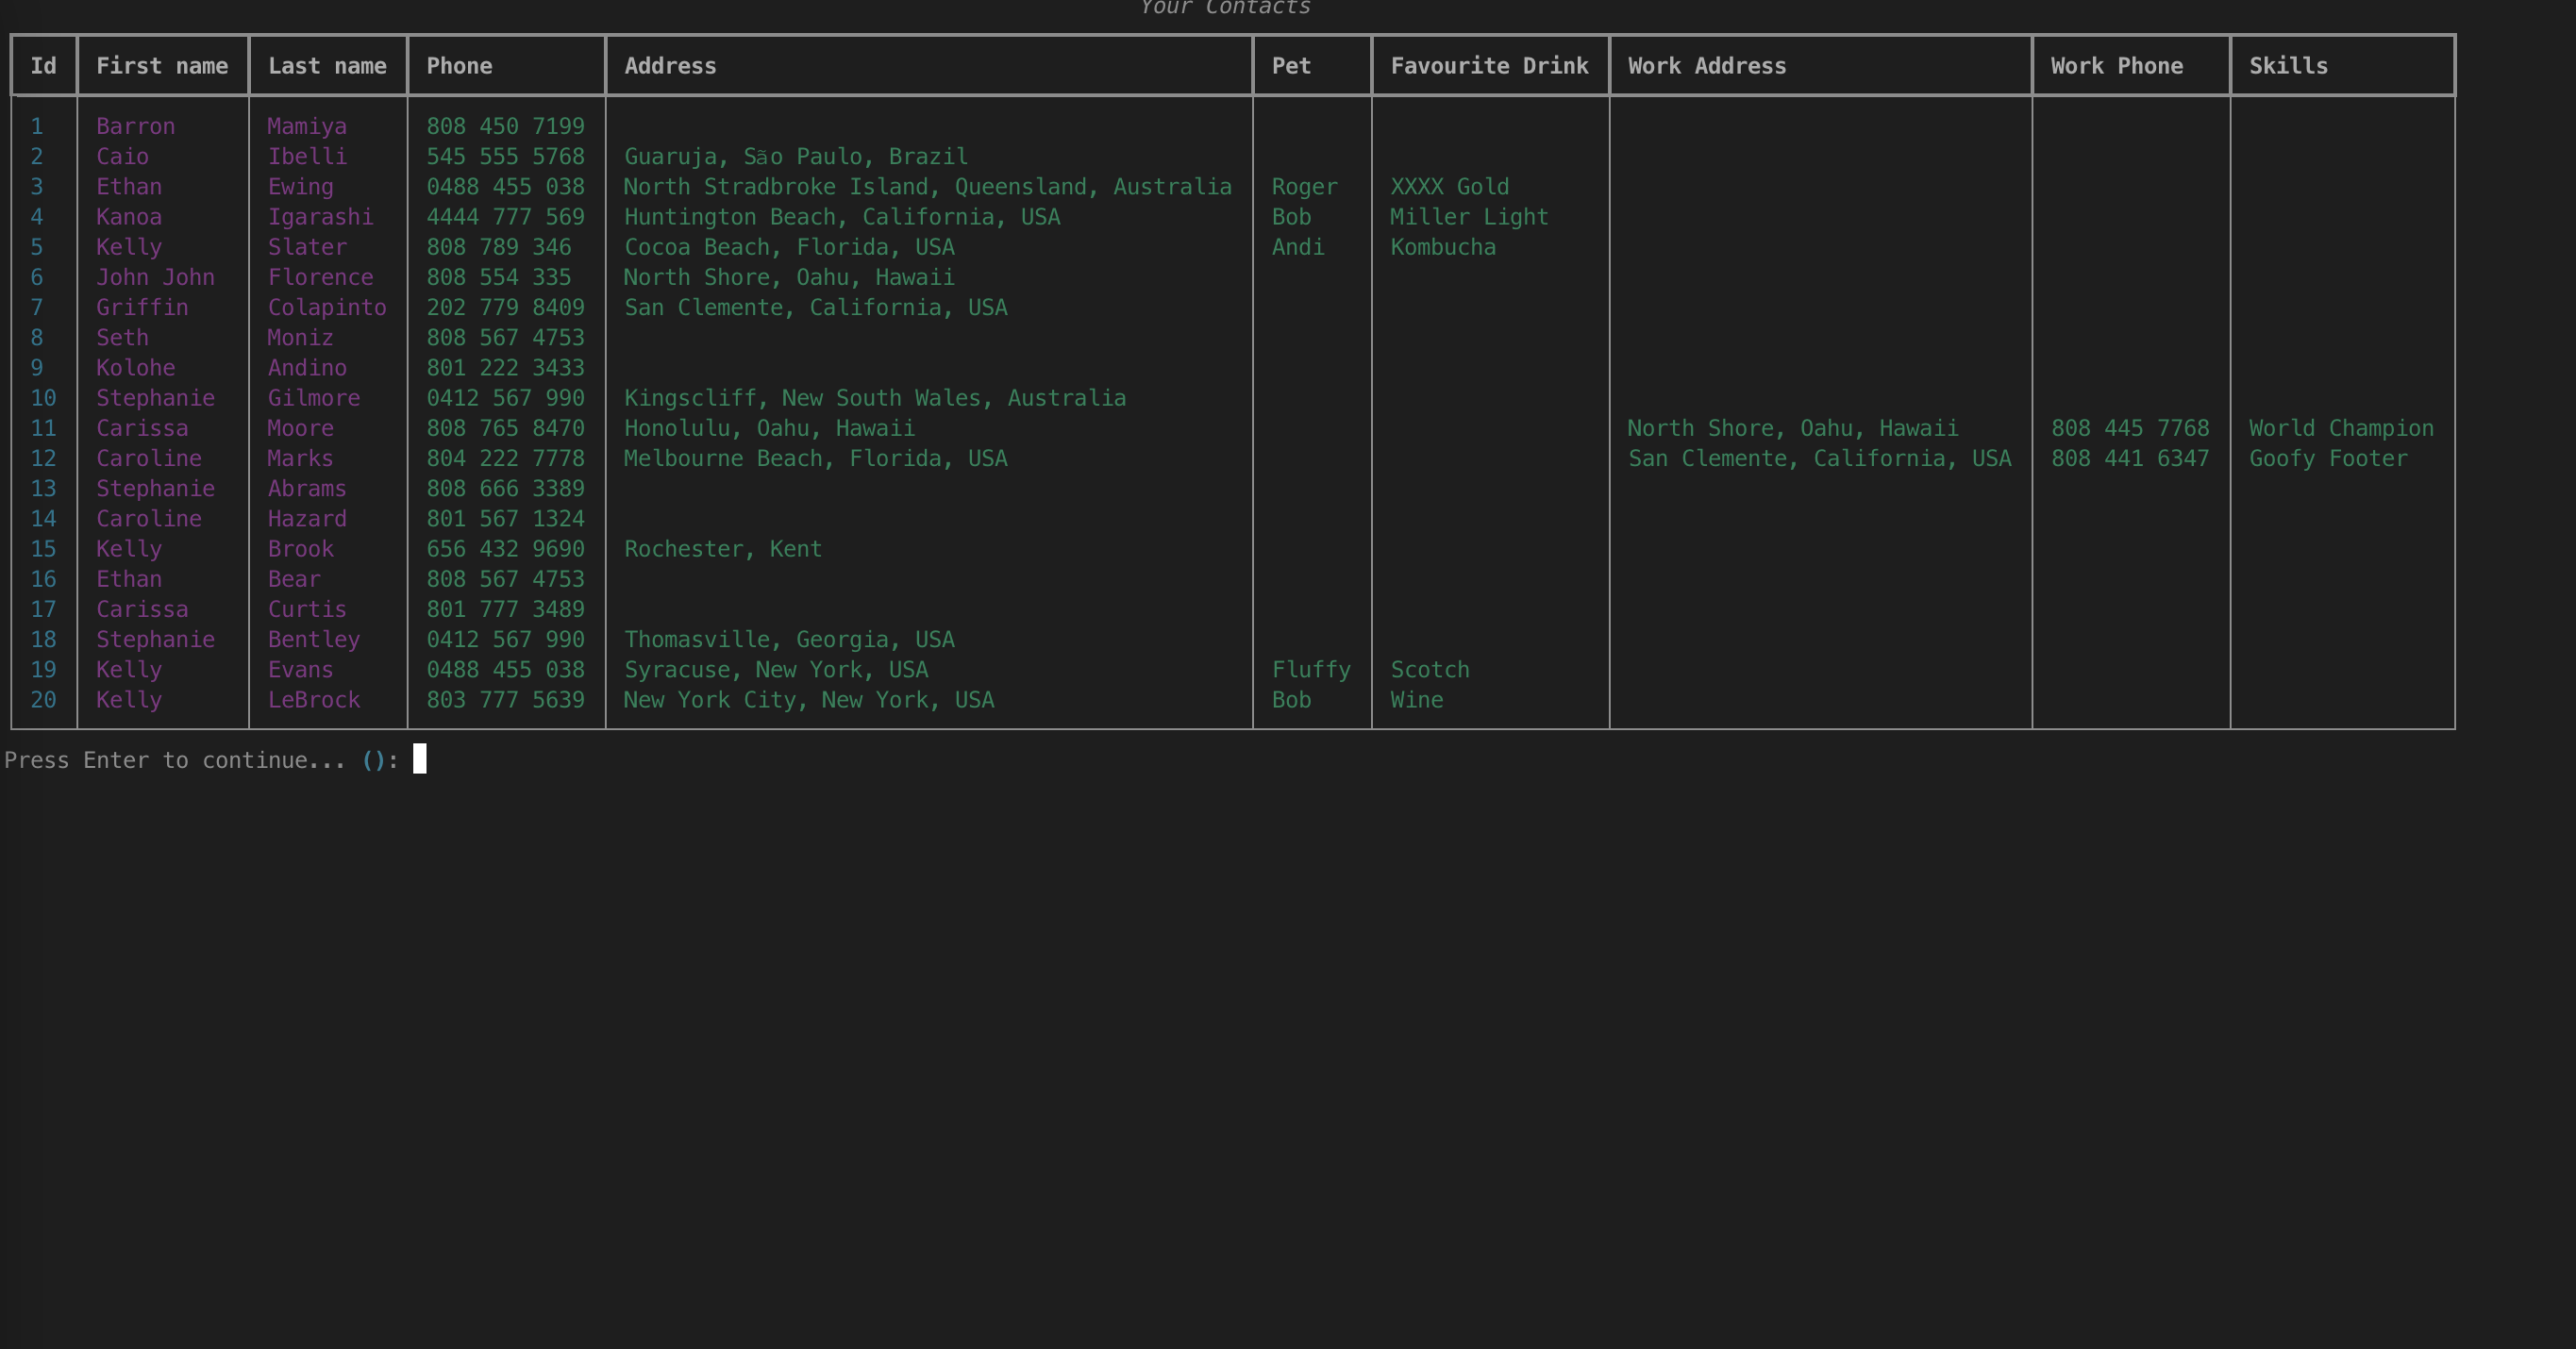 Your Contacts
Id First name Last name Phone Address Pet Favourite Drink Work Address Work Phone Skills
1 Barron Mamiya 808 450 7199
2 Caio Ibelli 545 555 5768 Guaruja, São Paulo, Brazil
3 Ethan Ewing 0488 455 038 North Stradbroke Island, Queensland, Australia Roger XXXX Gold
4 Kanoa Igarashi 4444 777 569 Huntington Beach, California, USA Bob Miller Light
5 Kelly Slater 808 789 346 Cocoa Beach, Florida, USA Andi Kombucha
6 John John Florence 808 554 335 North Shore, Oahu, Hawaii
7 Griffin Colapinto 202 779 8409 San Clemente, California, USA
8 Seth Moniz 808 567 4753
9 Kolohe Andino 801 222 3433
10 Stephanie Gilmore 0412 567 990 Kingscliff, New South Wales, Australia
11 Carissa Moore 808 765 8470 Honolulu, Oahu, Hawaii North Shore, Oahu, Hawaii 808 445 7768 World Champion
12 Caroline Marks 804 222 7778 Melbourne Beach, Florida, USA San Clemente, California, USA 808 441 6347 Goofy Footer
13 Stephanie Abrams 808 666 3389
14 Caroline Hazard 801 567 1324
15 Kelly Brook 656 432 9690 Rochester, Kent
16 Ethan Bear 808 567 4753
17 Carissa Curtis 801 777 3489
18 Stephanie Bentley 0412 567 990 Thomasville, Georgia, USA
19 Kelly Evans 0488 455 038 Syracuse, New York, USA Fluffy Scotch
20 Kelly LeBrock 803 777 5639 New York City, New York, USA Bob Wine
Press Enter to continue... ():